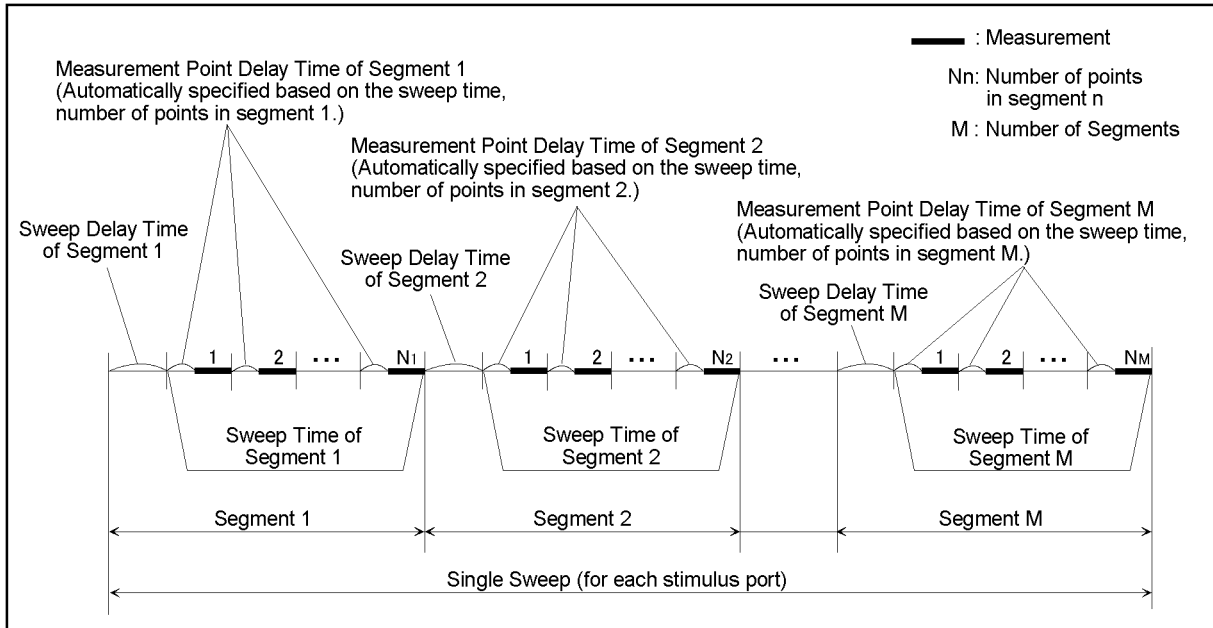 : Measurement
Nn: Number of points
in segment n
M : Number of Segments
Measurement Point Delay Time of Segment 1
(Automatically specified based on the sweep time,
number of points in segment 1.)
Measurement Point Delay Time of Segment 2
(Automatically specified based on the sweep time,
number of points in segment 2.)
Measurement Point Delay Time of Segment M
(Automatically specified based on the sweep time,
number of points in segment M.)
Sweep Delay Time
of Segment 1
Sweep Delay Time
of Segment 2
Sweep Delay Time
of Segment M
1 2 ··· N1 1 2 ··· N2 ··· 1 2 ··· NM
Sweep Time of
Segment 1
Sweep Time of
Segment 2
Sweep Time of
Segment M
Segment 1
Segment 2
Segment M
Single Sweep (for each stimulus port)